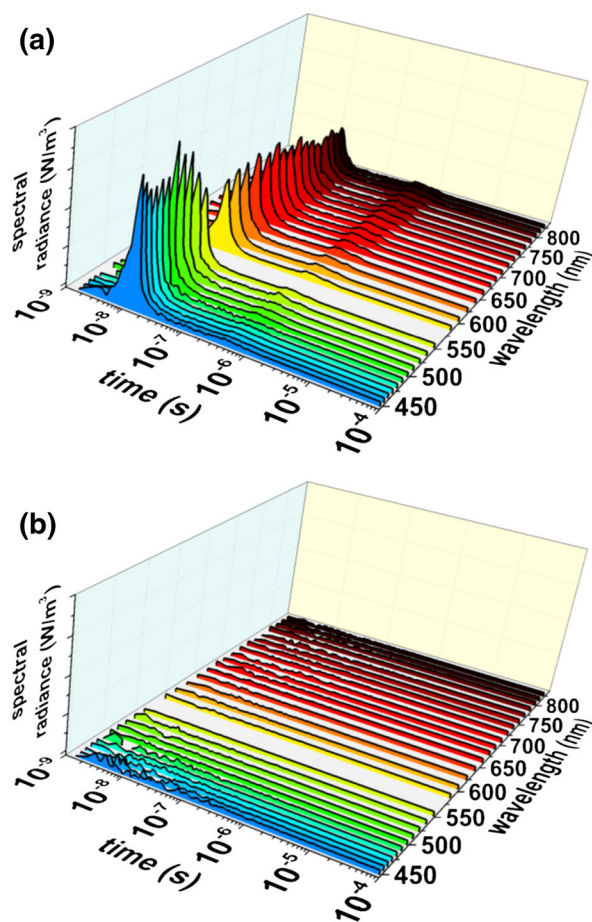 (a)
spectral
radiance (W/m³)
10⁻⁹
10⁻⁸
10⁻⁷
10⁻⁶
10⁻⁵
10⁻⁴
time (s)
450
500
550
600
650
700
750
800
wavelength (nm)
(b)
spectral
radiance (W/m³)
10⁻⁹
10⁻⁸
10⁻⁷
10⁻⁶
10⁻⁵
10⁻⁴
time (s)
450
500
550
600
650
700
750
800
wavelength (nm)